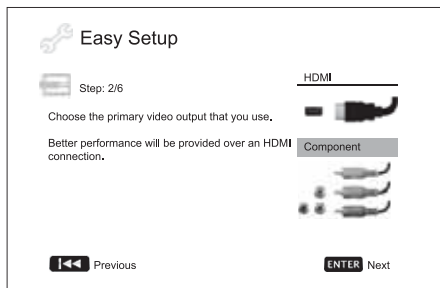 Easy Setup
Step: 2/6
HDMI
Choose the primary video output that you use.
Better performance will be provided over an HDMI
connection.
Component
Previous
ENTER Next